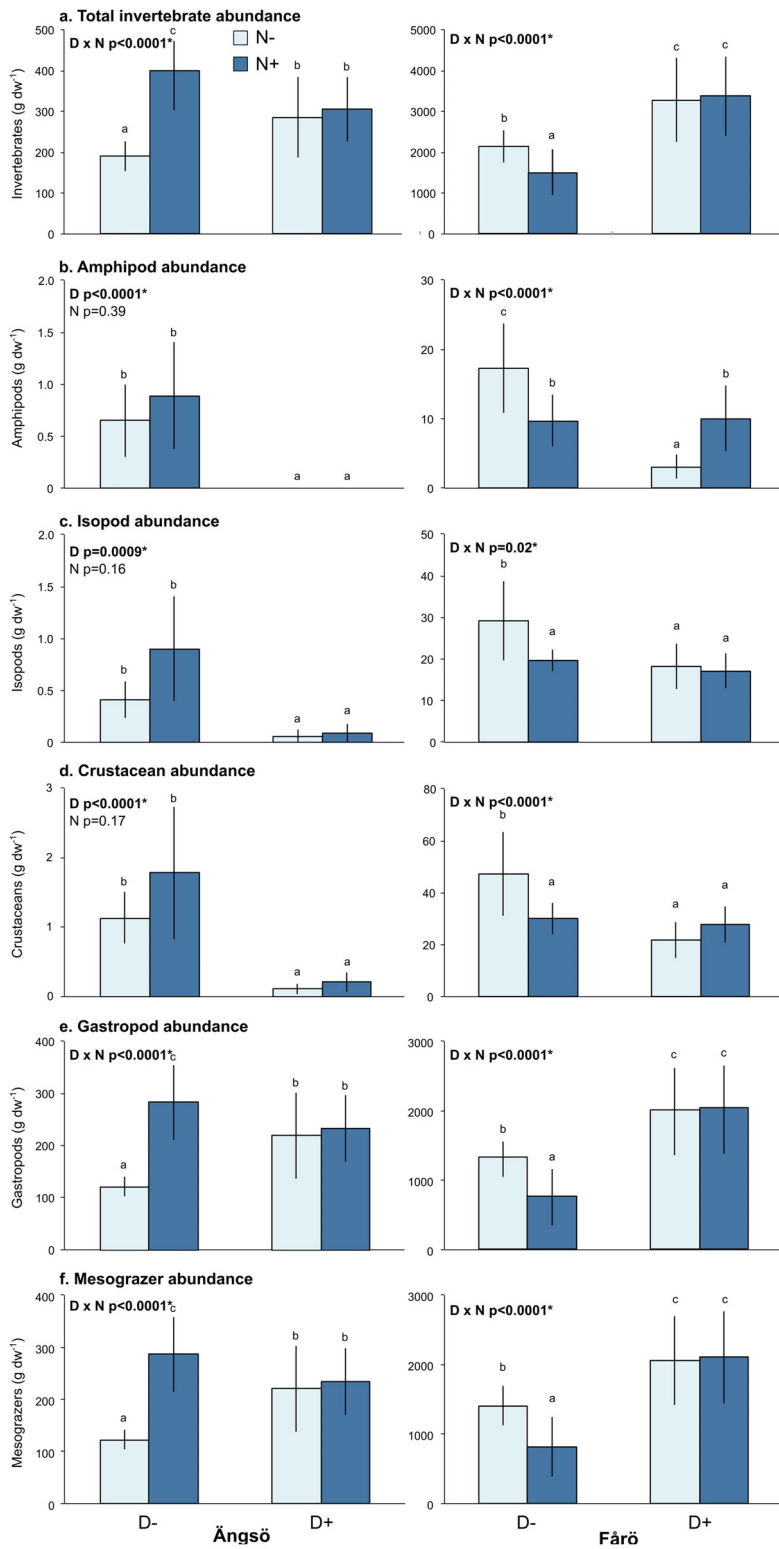 a. Total invertebrate abundance
500
400
300
200
100
0
Invertebrates (g dw⁻¹)
D x N p<0.0001*
N-
N+
a
c
b
b
5000
4000
3000
2000
1000
0
D x N p<0.0001*
b
a
c
c
b. Amphipod abundance
2.0
1.5
1.0
0.5
0
Amphipods (g dw⁻¹)
D p<0.0001*
N p=0.39
b
b
a
a
30
20
10
0
D x N p<0.0001*
c
b
a
b
c. Isopod abundance
2.0
1.5
1.0
0.5
0
Isopods (g dw⁻¹)
D p=0.0009*
N p=0.16
b
b
a
a
50
40
30
20
10
0
D x N p=0.02*
b
a
a
a
d. Crustacean abundance
3
2
1
0
Crustaceans (g dw⁻¹)
D p<0.0001*
N p=0.17
b
b
a
a
80
60
40
20
0
D x N p<0.0001*
b
a
a
a
e. Gastropod abundance
400
300
200
100
0
Gastropods (g dw⁻¹)
D x N p<0.0001*
a
c
b
b
3000
2000
1000
0
D x N p<0.0001*
b
a
c
c
f. Mesograzer abundance
400
300
200
100
0
Mesograzers (g dw⁻¹)
D x N p<0.0001*
a
c
b
b
3000
2000
1000
0
D x N p<0.0001*
b
a
c
c
D-
D+
Ängsö
D-
D+
Fårö